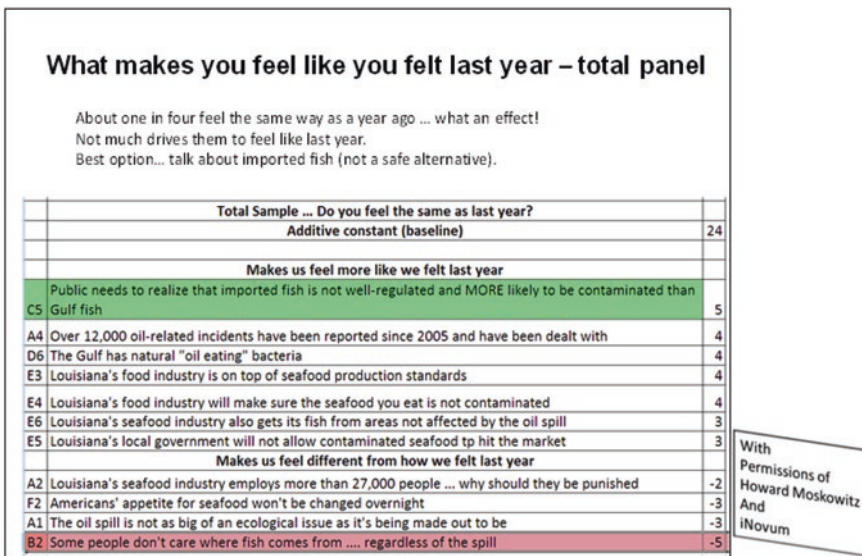 What makes you feel like you felt last year – total panel
About one in four feel the same way as a year ago ... what an effect!
Not much drives them to feel like last year.
Best option... talk about imported fish (not a safe alternative).
Total Sample ... Do you feel the same as last year?
Additive constant (baseline) 24
Makes us feel more like we felt last year
Public needs to realize that imported fish is not well-regulated and MORE likely to be contaminated than
C5 Gulf fish 5
A4 Over 12,000 oil-related incidents have been reported since 2005 and have been dealt with 4
D6 The Gulf has natural "oil eating" bacteria 4
E3 Louisiana's food industry is on top of seafood production standards 4
E4 Louisiana's food industry will make sure the seafood you eat is not contaminated 4
E6 Louisiana's seafood industry also gets its fish from areas not affected by the oil spill 3
E5 Louisiana's local government will not allow contaminated seafood tp hit the market 3
Makes us feel different from how we felt last year
A2 Louisiana's seafood industry employs more than 27,000 people ... why should they be punished -2
F2 Americans' appetite for seafood won't be changed overnight -3
A1 The oil spill is not as big of an ecological issue as it's being made out to be -3
B2 Some people don't care where fish comes from .... regardless of the spill -5
With
Permissions of
Howard Moskowitz
And
iNovum